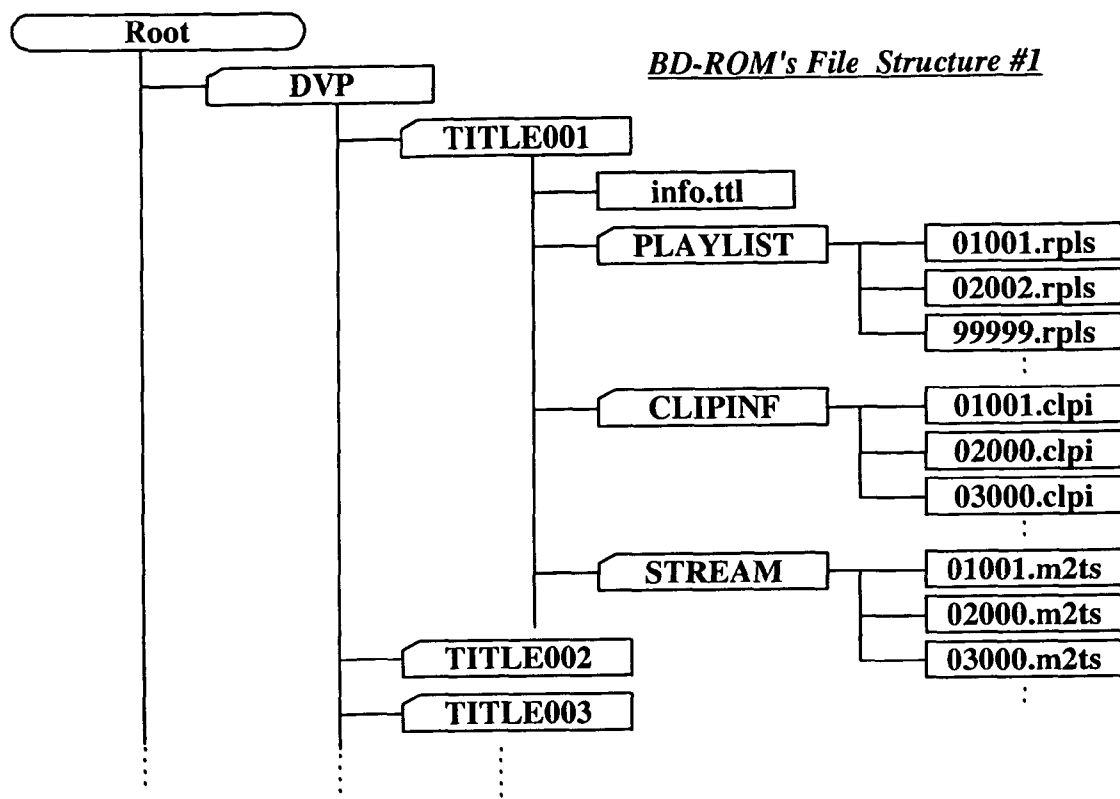 Root
BD-ROM's File Structure #1
DVP
TITLE001
info.ttl
PLAYLIST
01001.rpls
02002.rpls
99999.rpls
CLIPINF
01001.clpi
02000.clpi
03000.clpi
STREAM
01001.m2ts
02000.m2ts
03000.m2ts
TITLE002
TITLE003